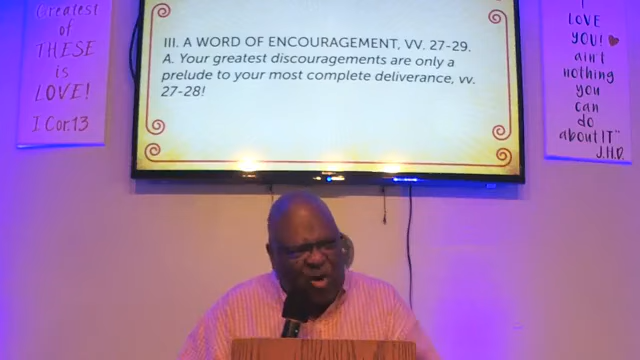 Greatest
of
THESE
is
LOVE!
I Cor.13
III. A WORD OF ENCOURAGEMENT, VV. 27-29.
A. Your greatest discouragements are only a
prelude to your most complete deliverance, vv.
27-28!
I
LOVE
YOU!
ain't
nothing
you
can
do
about IT"
J.H.D.